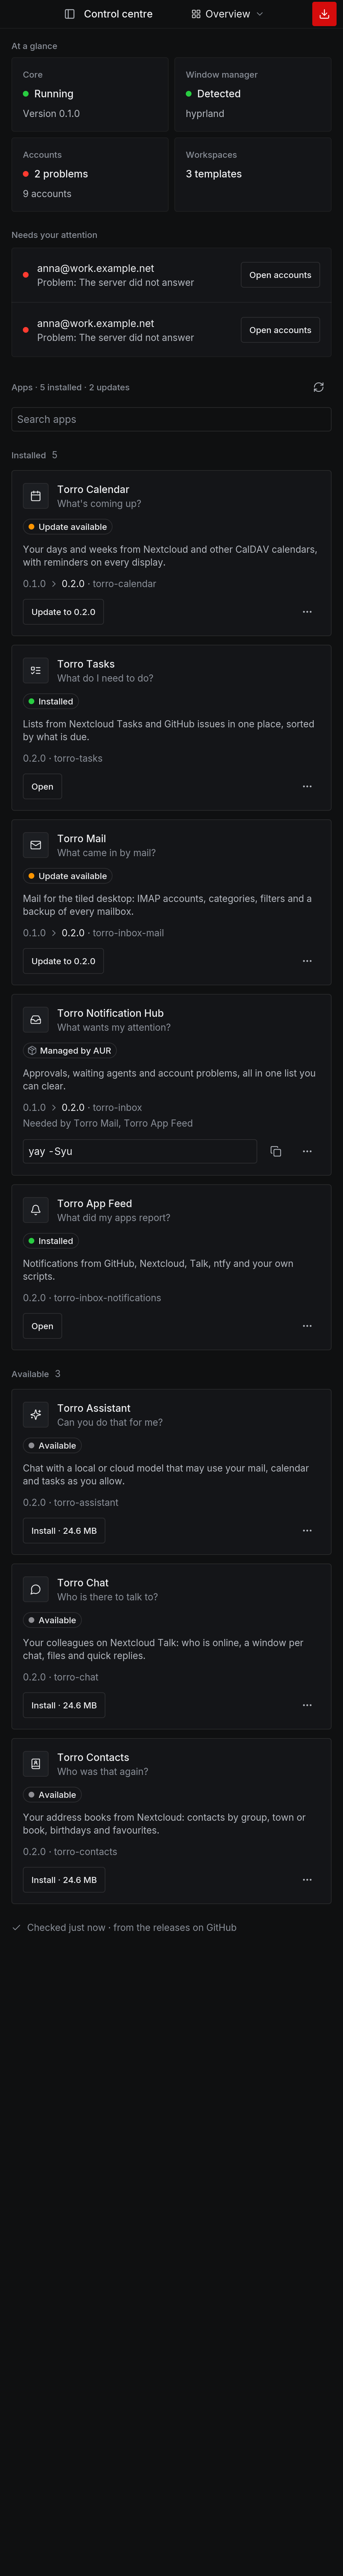 Control centre
Overview
At a glance
Core
Running
Version 0.1.0
Window manager
Detected
hyprland
Accounts
2 problems
9 accounts
Workspaces
3 templates
Needs your attention
anna@work.example.net
Problem: The server did not answer
Open accounts
anna@work.example.net
Problem: The server did not answer
Open accounts
Apps · 5 installed · 2 updates
Search apps
Installed 5
Torro Calendar
What's coming up?
Update available
Your days and weeks from Nextcloud and other CalDAV calendars,
with reminders on every display.
0.1.0 > 0.2.0 · torro-calendar
Update to 0.2.0
Torro Tasks
What do I need to do?
Installed
Lists from Nextcloud Tasks and GitHub issues in one place, sorted
by what is due.
0.2.0 · torro-tasks
Open
Torro Mail
What came in by mail?
Update available
Mail for the tiled desktop: IMAP accounts, categories, filters and a
backup of every mailbox.
0.1.0 > 0.2.0 · torro-inbox-mail
Update to 0.2.0
Torro Notification Hub
What wants my attention?
Managed by AUR
Approvals, waiting agents and account problems, all in one list you
can clear.
0.1.0 > 0.2.0 · torro-inbox
Needed by Torro Mail, Torro App Feed
yay -Syu
Torro App Feed
What did my apps report?
Installed
Notifications from GitHub, Nextcloud, Talk, ntfy and your own
scripts.
0.2.0 · torro-inbox-notifications
Open
Available 3
Torro Assistant
Can you do that for me?
Available
Chat with a local or cloud model that may use your mail, calendar
and tasks as you allow.
0.2.0 · torro-assistant
Install · 24.6 MB
Torro Chat
Who is there to talk to?
Available
Your colleagues on Nextcloud Talk: who is online, a window per
chat, files and quick replies.
0.2.0 · torro-chat
Install · 24.6 MB
Torro Contacts
Who was that again?
Available
Your address books from Nextcloud: contacts by group, town or
book, birthdays and favourites.
0.2.0 · torro-contacts
Install · 24.6 MB
Checked just now · from the releases on GitHub